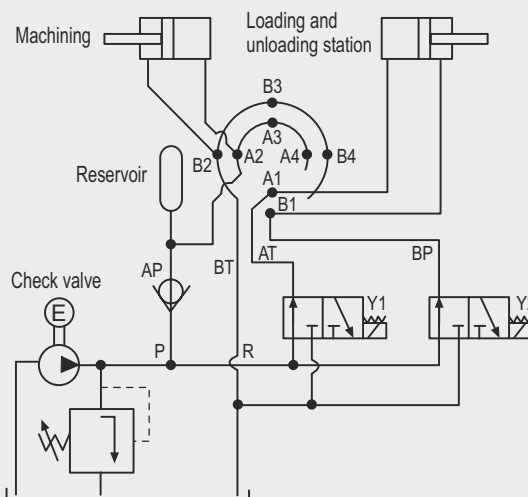 Machining
Loading and
unloading station
B3
A3
B2
A2
A4
B4
A1
B1
Reservoir
AP
BT
AT
BP
Check valve
E
P
R
Y1